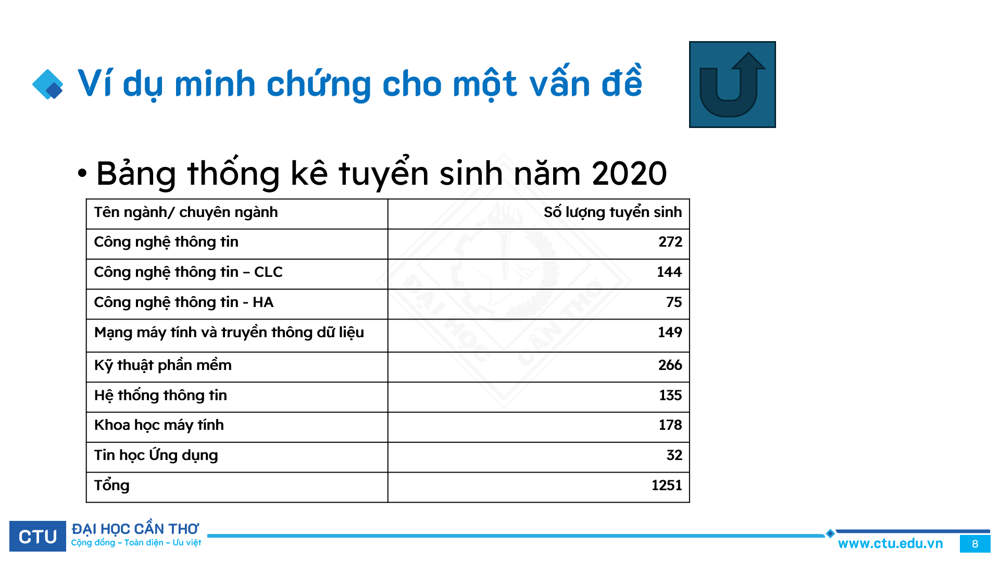 Ví dụ minh chứng cho một vấn đề
• Bảng thống kê tuyển sinh năm 2020
Tên ngành/ chuyên ngành Số lượng tuyển sinh
Công nghệ thông tin 272
Công nghệ thông tin – CLC 144
Công nghệ thông tin - HA 75
Mạng máy tính và truyền thông dữ liệu 149
Kỹ thuật phần mềm 266
Hệ thống thông tin 135
Khoa học máy tính 178
Tin học Ứng dụng 32
Tổng 1251
ĐẠI HỌC CẦN THƠ
CTU
ĐẠI HỌC CẦN THƠ
Cộng đồng – Toàn diện – Ưu việt
www.ctu.edu.vn
8